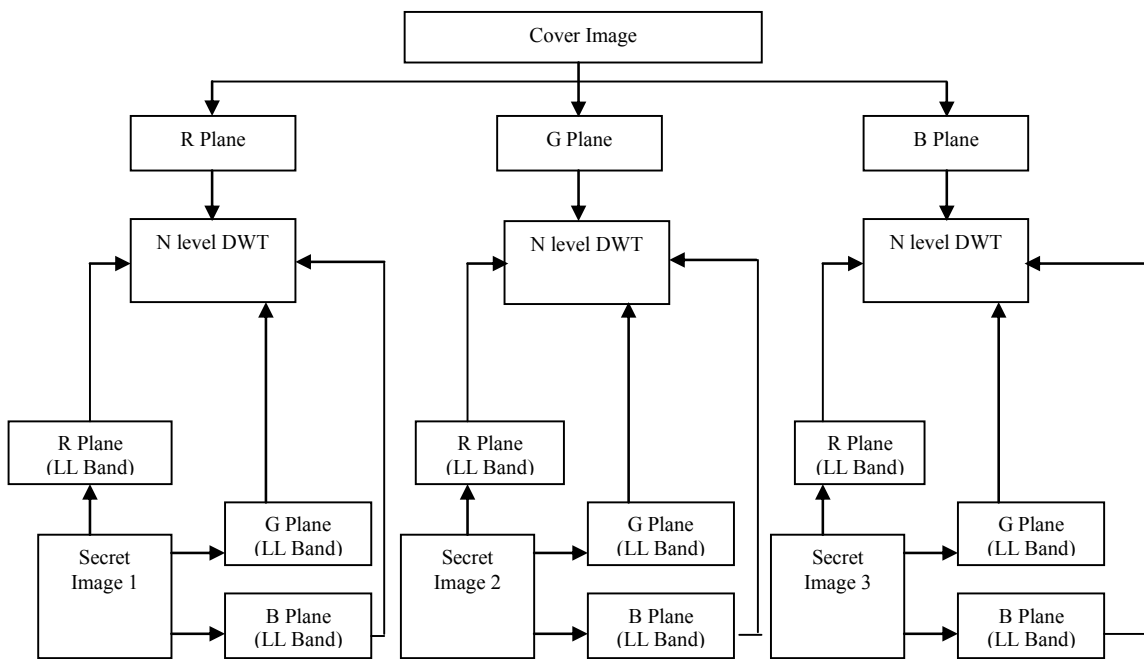 Cover Image
R Plane
G Plane
B Plane
N level DWT
N level DWT
N level DWT
R Plane
(LL Band)
R Plane
(LL Band)
R Plane
(LL Band)
G Plane
(LL Band)
G Plane
(LL Band)
G Plane
(LL Band)
Secret
Image 1
Secret
Image 2
Secret
Image 3
B Plane
(LL Band)
B Plane
(LL Band)
B Plane
(LL Band)